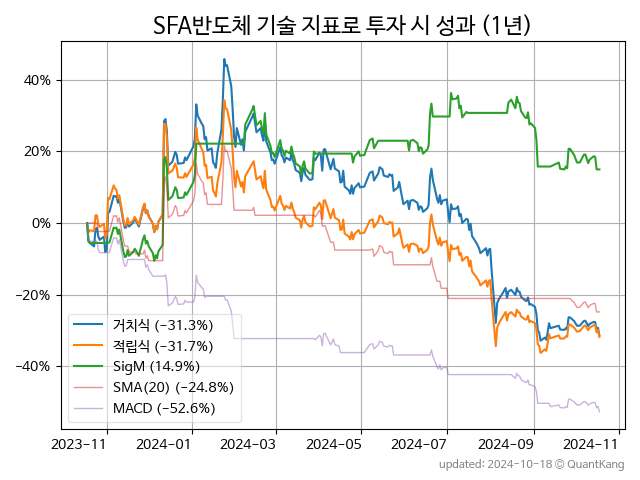 SFA반도체 기술 지표로 투자 시 성과 (1년)
40%
20%
0%
−20%
−40%
거치식 (−31.3%)
적립식 (−31.7%)
SigM (14.9%)
SMA(20) (−24.8%)
MACD (−52.6%)
2023−11 2024−01 2024−03 2024−05 2024−07 2024−09 2024−11
updated: 2024−10−18 © QuantKang